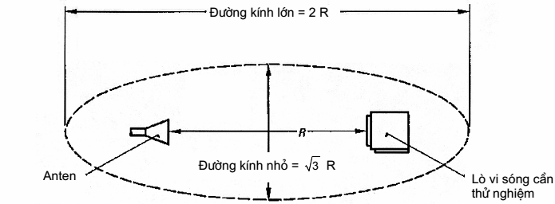 Đường kính lớn = 2 R
R
Đường kính nhỏ = √3 R
Anten
Lò vi sóng cần
thử nghiệm